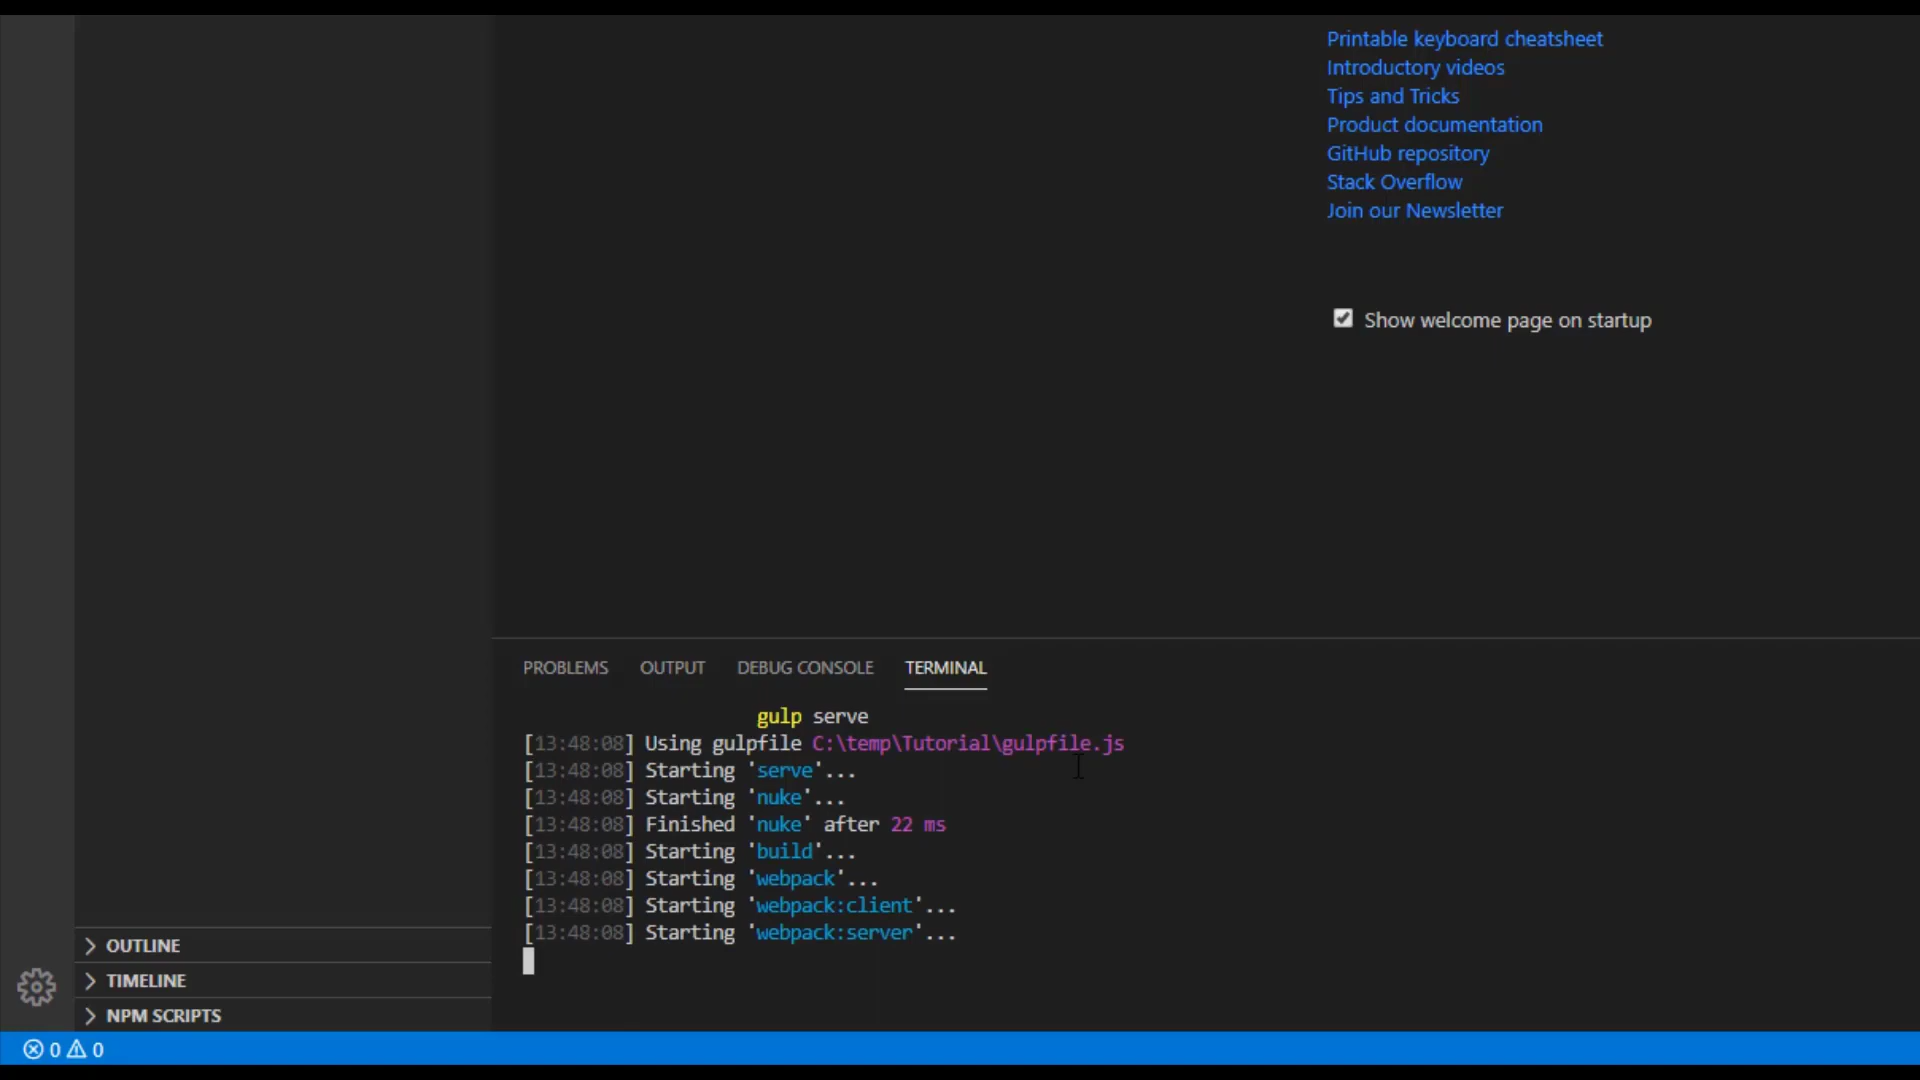 Printable keyboard cheatsheet
Introductory videos
Tips and Tricks
Product documentation
GitHub repository
Stack Overflow
Join our Newsletter
Show welcome page on startup
PROBLEMS OUTPUT DEBUG CONSOLE TERMINAL
gulp serve
[13:48:08] Using gulpfile C:\temp\Tutorial\gulpfile.js
[13:48:08] Starting 'serve'...
[13:48:08] Starting 'nuke'...
[13:48:08] Finished 'nuke' after 22 ms
[13:48:08] Starting 'build'...
[13:48:08] Starting 'webpack'...
[13:48:08] Starting 'webpack:client'...
[13:48:08] Starting 'webpack:server'...
OUTLINE
TIMELINE
NPM SCRIPTS
0 0